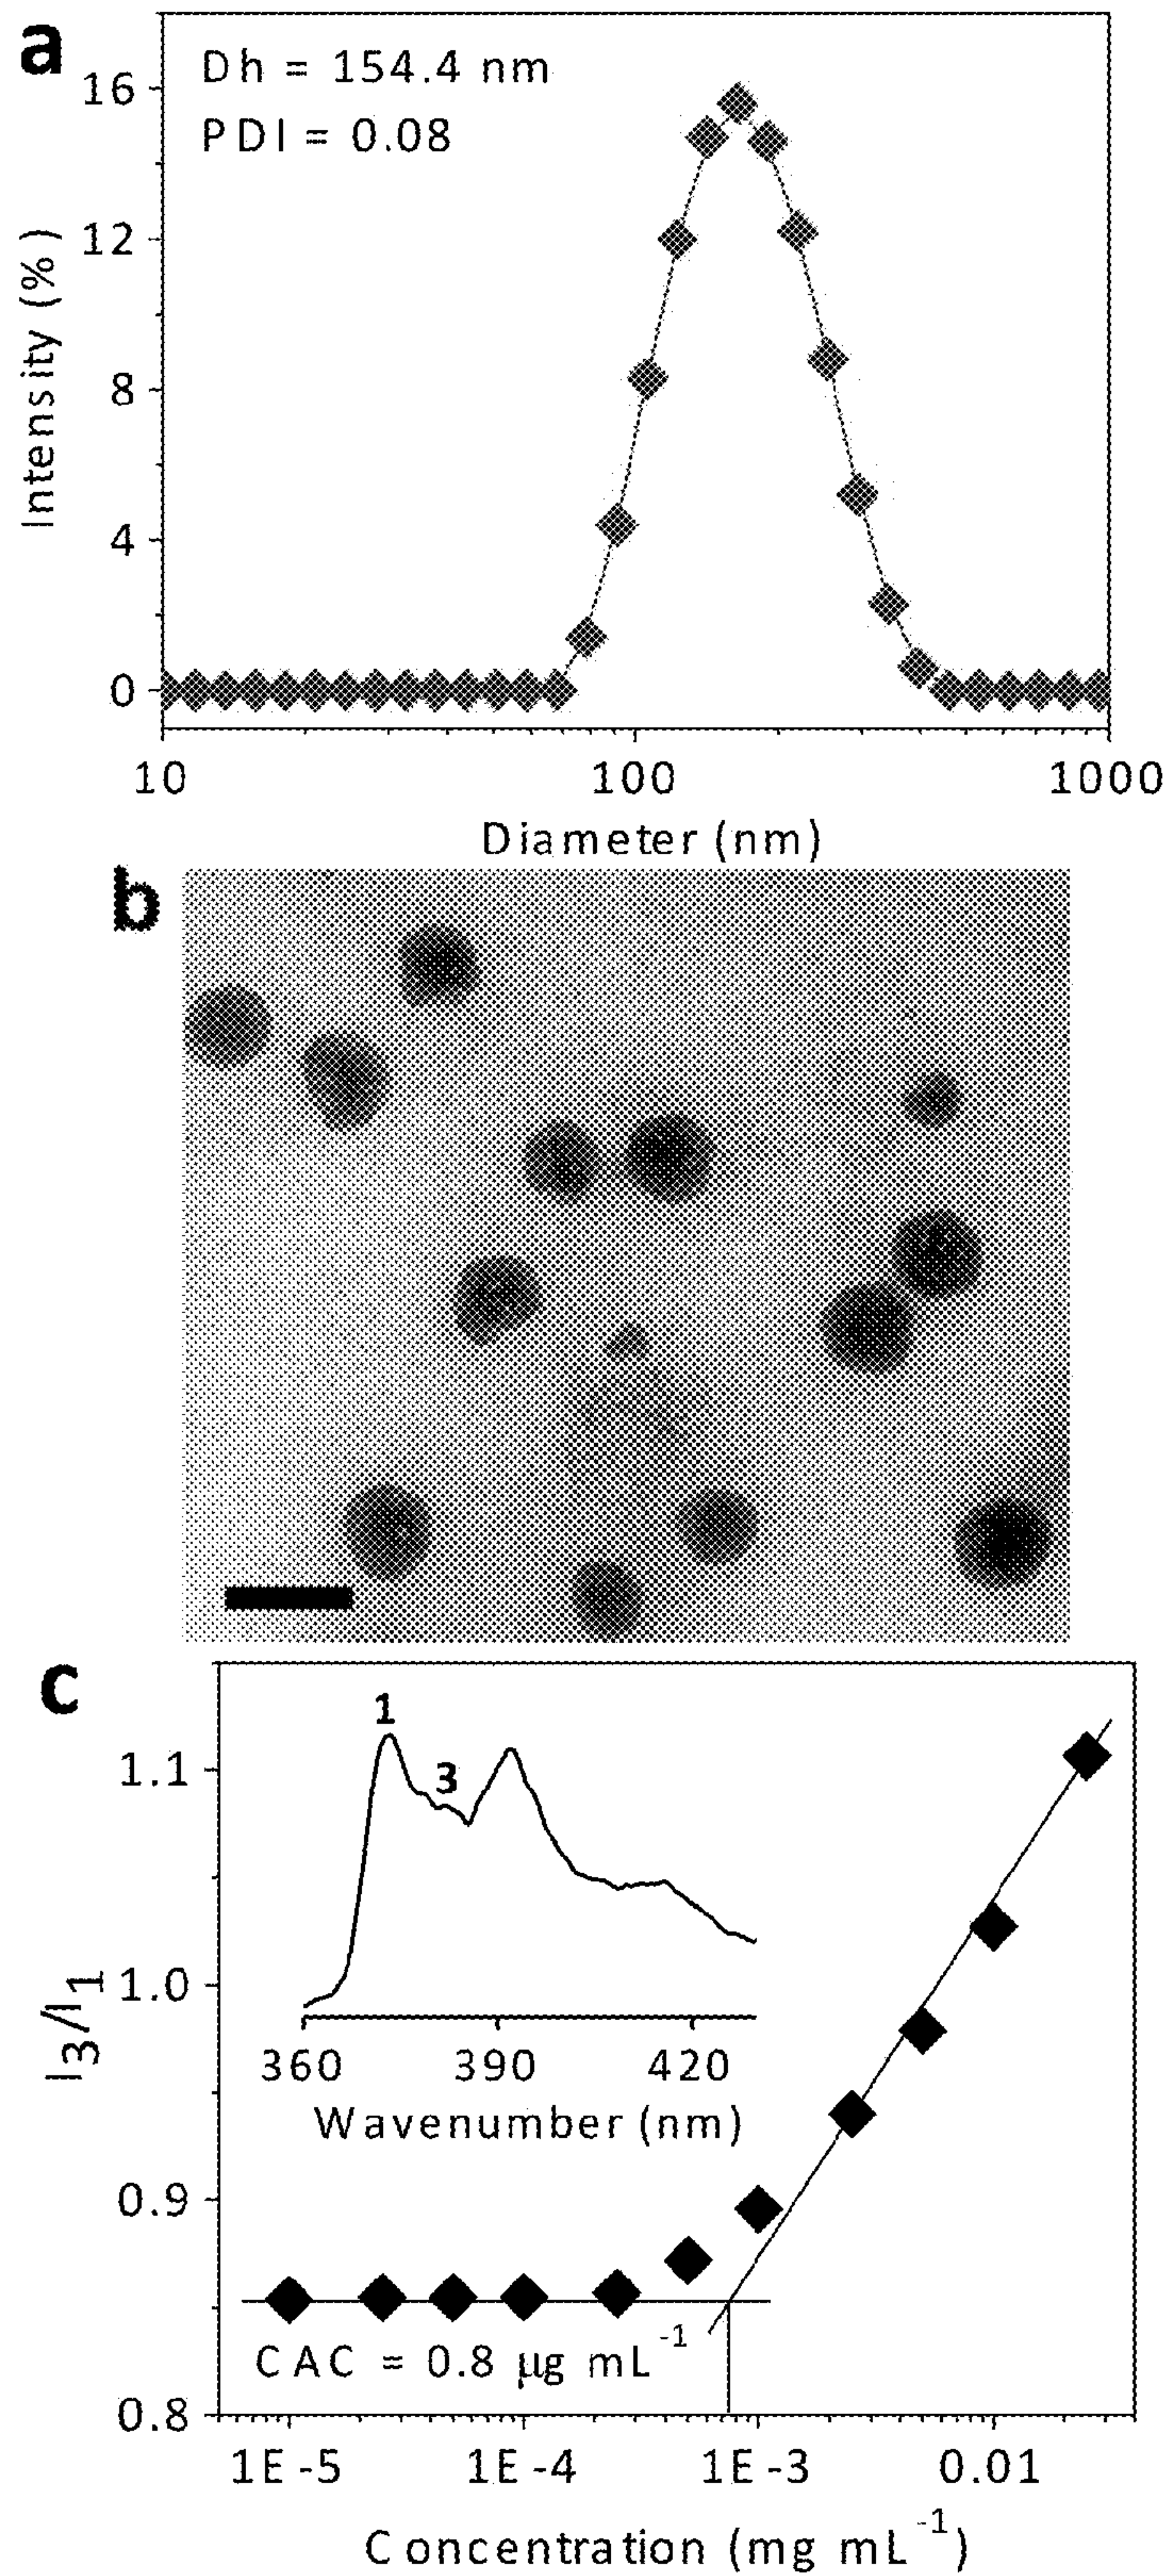 a
Dh = 154.4 nm
PDI = 0.08
16
12
8
4
0
Intensity (%)
10 100 1000
Diameter (nm)
b
c
1
3
1.1
1.0
0.9
0.8
I3/I1
360 390 420
Wavenumber (nm)
CAC = 0.8 μg mL-1
1E-5 1E-4 1E-3 0.01
Concentration (mg mL-1)